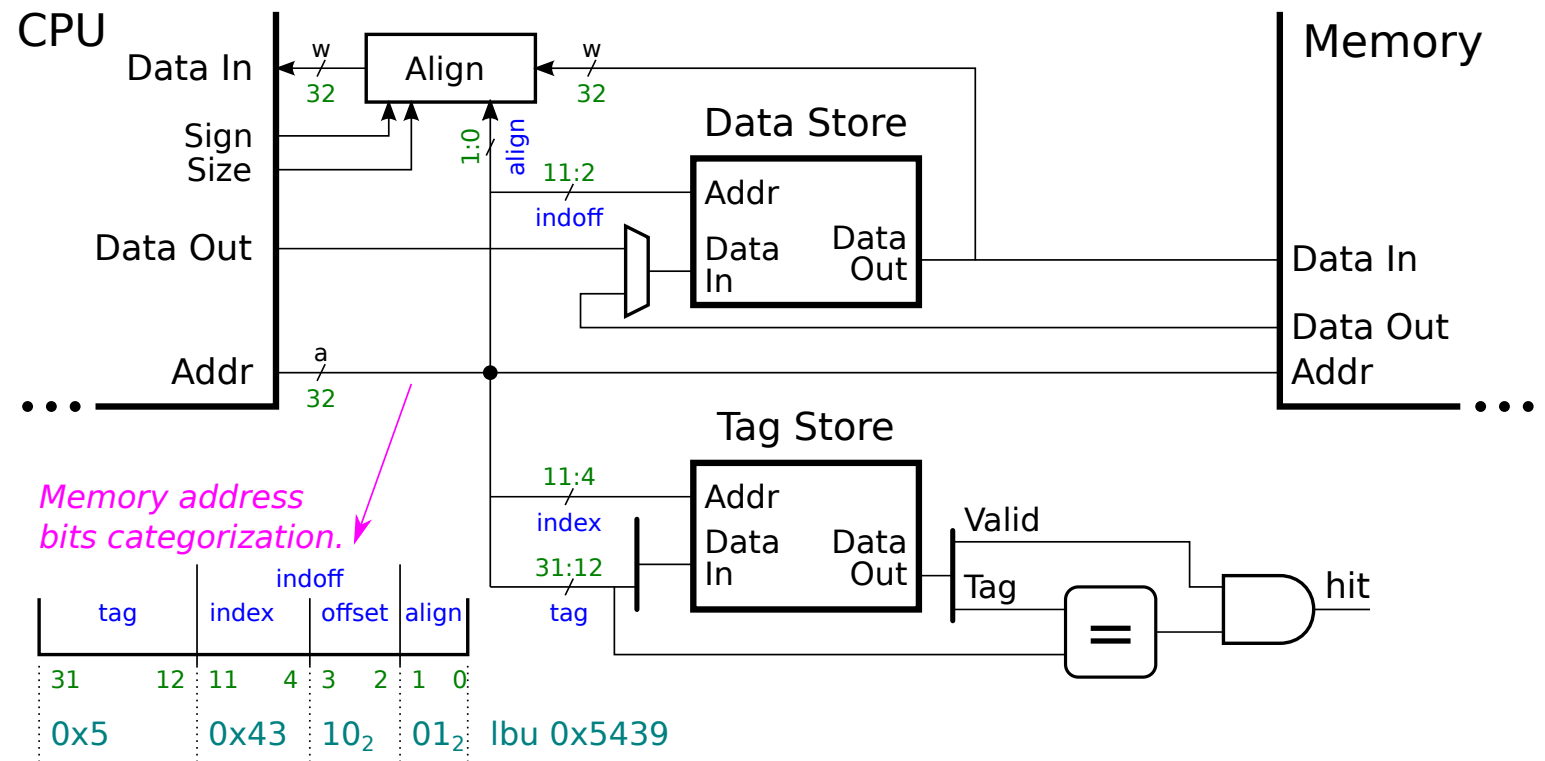 CPU
Memory
Data In
w
32
Align
w
32
Sign
Size
1:0
align
Data Store
11:2
indoff
Addr
Data
In
Data
Out
Data Out
Data In
Data Out
Addr
a
32
Addr
• • •
• • •
Tag Store
Memory address
bits categorization.
11:4
index
Addr
Data
In
Data
Out
31:12
tag
Valid
Tag
=
hit
indoff
tag
index
offset
align
31 12 11 4 3 2 1 0
0x5 0x43 10₂ 01₂ lbu 0x5439